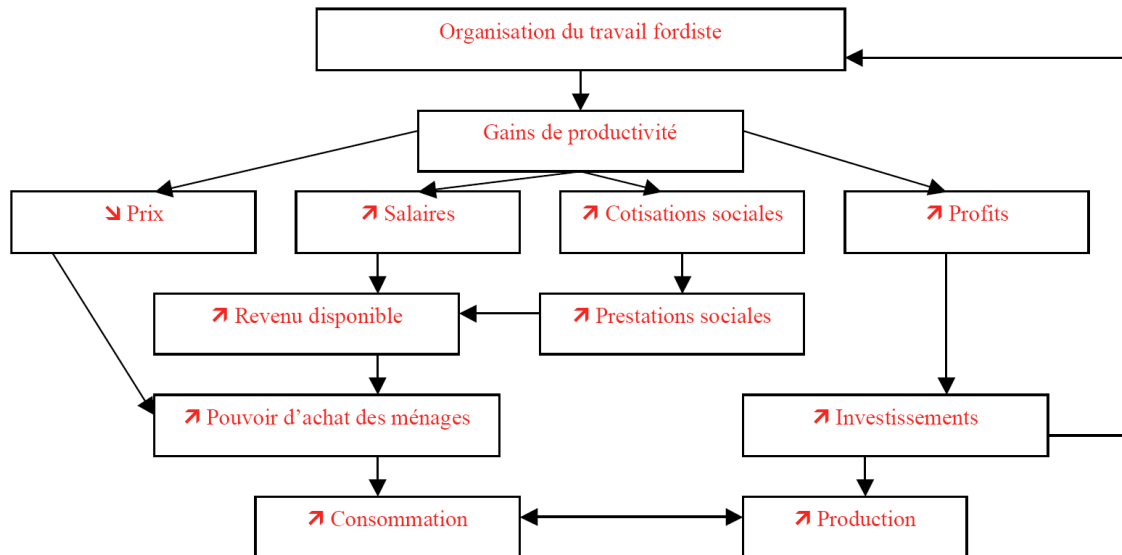 Organisation du travail fordiste
Gains de productivité
↘ Prix
↗ Salaires
↗ Cotisations sociales
↗ Profits
↗ Revenu disponible
↗ Prestations sociales
↗ Pouvoir d’achat des ménages
↗ Investissements
↗ Consommation
↗ Production